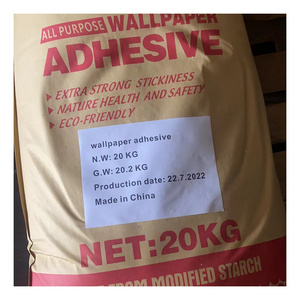 ALL PURPOSE WALLPAPER
ADHESIVE
EXTRA STRONG STICKINESS
NATURE HEALTH AND SAFETY
ECO-FRIENDLY
wallpaper adhesive
N.W: 20 KG
G.W: 20.2 KG
Production date: 22.7.2022
Made in China
NET:20KG
FROM MODIFIED STARCH